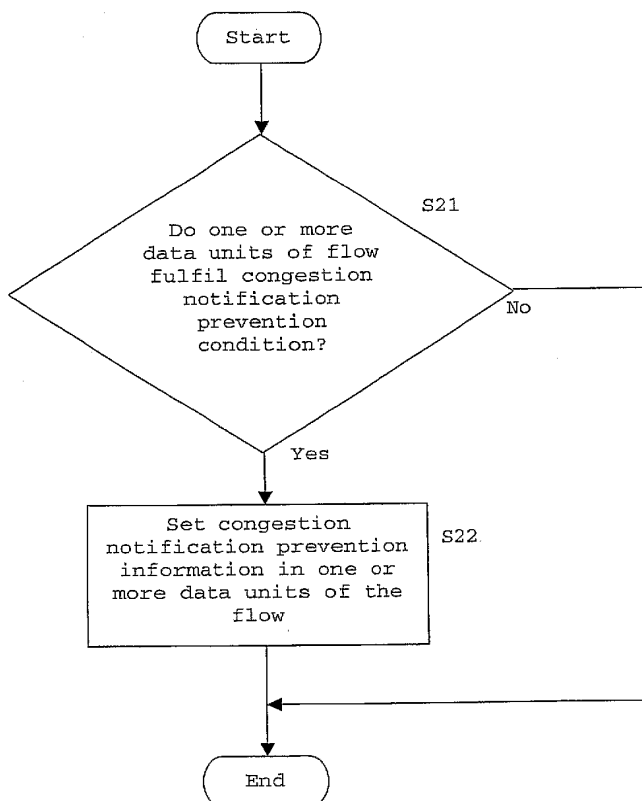 Start
S21
Do one or more
data units of flow
fulfil congestion
notification
prevention
condition?
No
Yes
Set congestion
notification prevention
information in one or
more data units of the
flow
S22
End